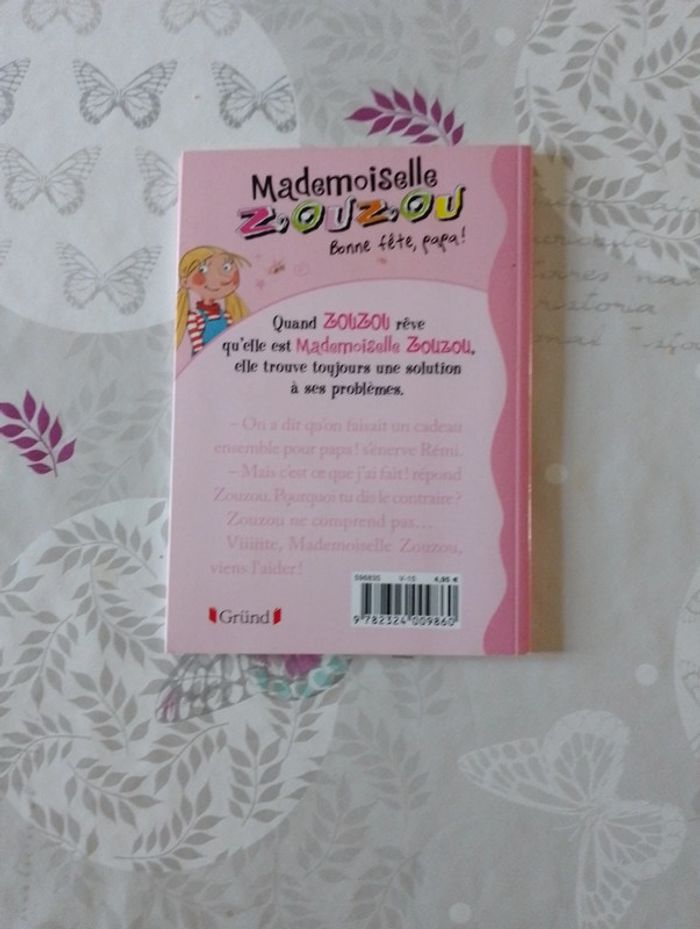 Mademoiselle
ZOUZOU
Bonne fête, papa!
Quand ZOUZOU rêve
qu'elle est Mademoiselle ZOUZOU,
elle trouve toujours une solution
à ses problèmes.
– On a dit qu'on faisait un cadeau
ensemble pour papa! s'énerve Rémi.
– Mais c'est ce que j'ai fait! répond
Zouzou. Pourquoi tu dis le contraire?
Zouzou ne comprend pas...
Viiiiite, Mademoiselle Zouzou,
viens l'aider!
V-15 4,95 €
Gründ
9 782324 009860